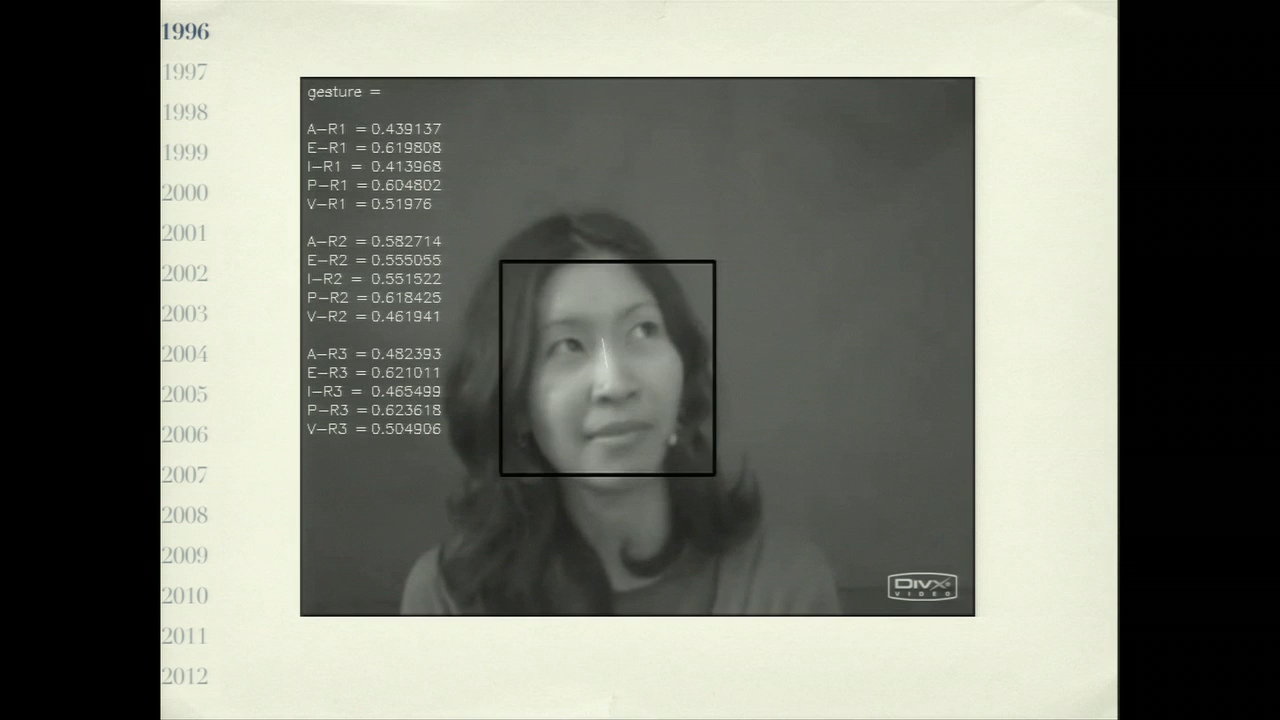 1996
1997
1998
1999
2000
2001
2002
2003
2004
2005
2006
2007
2008
2009
2010
2011
2012
gesture =
A-R1 = 0.439137
E-R1 = 0.619808
I-R1 = 0.413968
P-R1 = 0.604802
V-R1 = 0.51976
A-R2 = 0.582714
E-R2 = 0.555055
I-R2 = 0.551522
P-R2 = 0.618425
V-R2 = 0.461941
A-R3 = 0.482393
E-R3 = 0.621011
I-R3 = 0.465499
P-R3 = 0.623618
V-R3 = 0.504906
DIVX
VIDEO